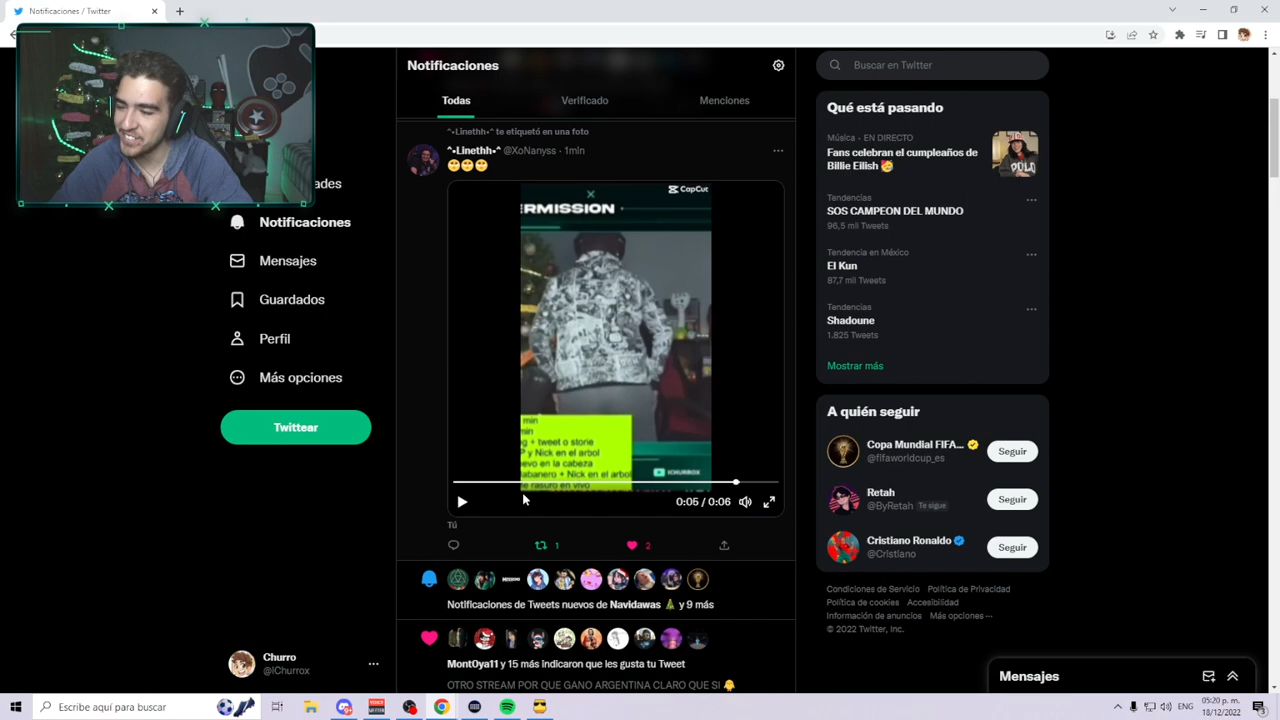 Notificaciones / Twitter
Notificaciones
Mensajes
Guardados
Perfil
Más opciones
Twittear
Churro
@IChurrox
Notificaciones
Todas
Verificado
Menciones
^•Linethh•^ te etiquetó en una foto
^•Linethh•^ @XoNanyss · 1min
🙄🙄🙄
CapCut
ERMISSION
min
min
g + tweet o storie
P y Nick en el arbol
evo en la cabeza
abanero + Nick en el arbol
e rasuro en vivo
ICHURROX
0:05 / 0:06
Tú
1
2
Notificaciones de Tweets nuevos de Navidawas 🎄 y 9 más
MontOya11 y 15 más indicaron que les gusta tu Tweet
OTRO STREAM POR QUE GANO ARGENTINA CLARO QUE SI
Buscar en Twitter
Qué está pasando
Música · EN DIRECTO
Fans celebran el cumpleaños de
Billie Eilish 🥳
Tendencias
SOS CAMPEON DEL MUNDO
96,5 mil Tweets
Tendencia en México
El Kun
87,7 mil Tweets
Tendencias
Shadoune
1.825 Tweets
Mostrar más
A quién seguir
Copa Mundial FIFA...
@fifaworldcup_es
Seguir
Retah
@ByRetah Te sigue
Seguir
Cristiano Ronaldo
@Cristiano
Seguir
Condiciones de Servicio Política de Privacidad
Política de cookies Accesibilidad
Información de anuncios Más opciones ···
© 2022 Twitter, Inc.
Mensajes
Escribe aquí para buscar
ENG
05:20 p. m.
18/12/2022